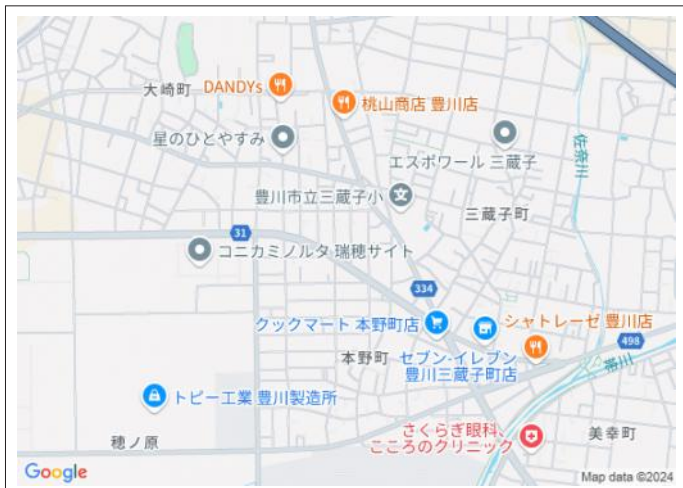 大崎町
DANDYs
桃山商店 豊川店
星のひとやすみ
エスポワール 三蔵子
佐奈川
豊川市立三蔵子小
文
三蔵子町
31
コニカミノルタ 瑞穂サイト
334
クックマート 本野町店
シャトレーゼ 豊川店
498
本野町
セブン-イレブン
豊川三蔵子町店
帯川
トピー工業 豊川製造所
さくらぎ眼科、
こころのクリニック
美幸町
穂ノ原
Google
Map data ©2024